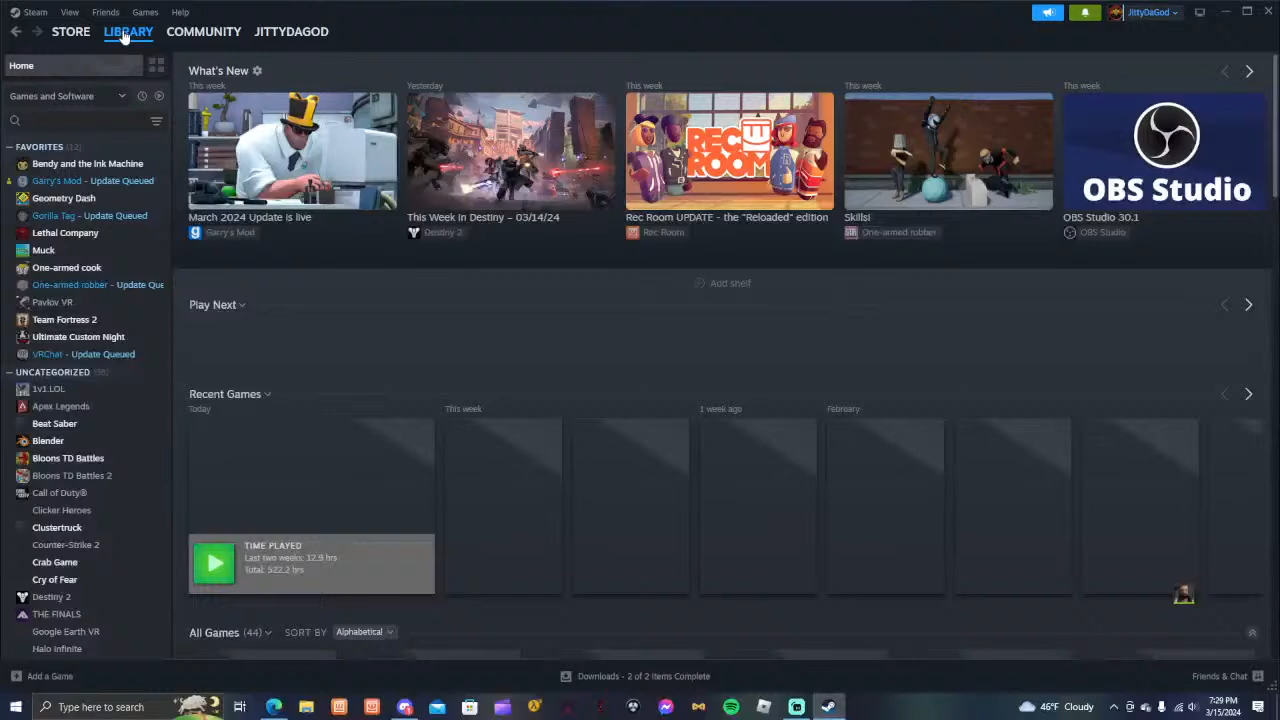 Steam View Friends Games Help JittyDaGod
STORE LIBRARY COMMUNITY JITTYDAGOD
Home
Games and Software
FAVORITES (12)
Bendy and the Ink Machine
Garry's Mod - Update Queued
Geometry Dash
Gorilla Tag - Update Queued
Lethal Company
Muck
One-armed cook
One-armed robber - Update Que
Pavlov VR
Team Fortress 2
Ultimate Custom Night
VRChat - Update Queued
UNCATEGORIZED
1v1.LOL
Apex Legends
Beat Saber
Blender
Bloons TD Battles
Bloons TD Battles 2
Call of Duty®
Clicker Heroes
Clustertruck
Counter-Strike 2
Crab Game
Cry of Fear
Destiny 2
THE FINALS
Google Earth VR
Halo Infinite
What's New
This week
March 2024 Update is live
Garry's Mod
Yesterday
This Week in Destiny – 03/14/24
Destiny 2
This week
REC
ROOM
Rec Room UPDATE - the "Reloaded" edition
Rec Room
This week
Skills!
One-armed robber
This week
OBS Studio
OBS Studio 30.1
OBS Studio
Add shelf
Play Next
Recent Games
Today This week 1 week ago February
TIME PLAYED
Last two weeks: 12.9 hrs
Total: 522.2 hrs
All Games (44) SORT BY Alphabetical
Add a Game Downloads - 2 of 2 Items Complete Friends & Chat
Type here to search 46°F Cloudy 7:29 PM
3/15/2024